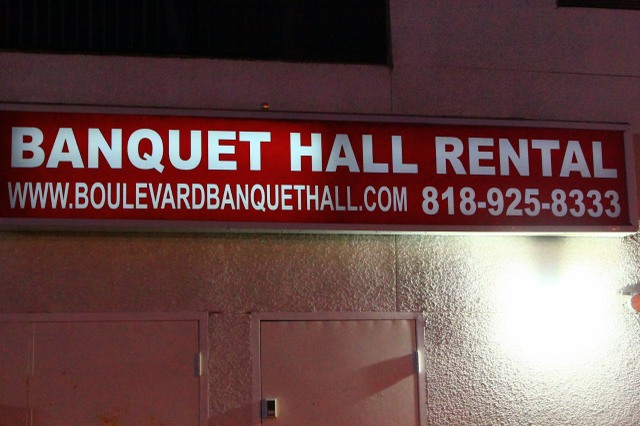 BANQUET HALL RENTAL
WWW.BOULEVARDBANQUETHALL.COM 818-925-8333